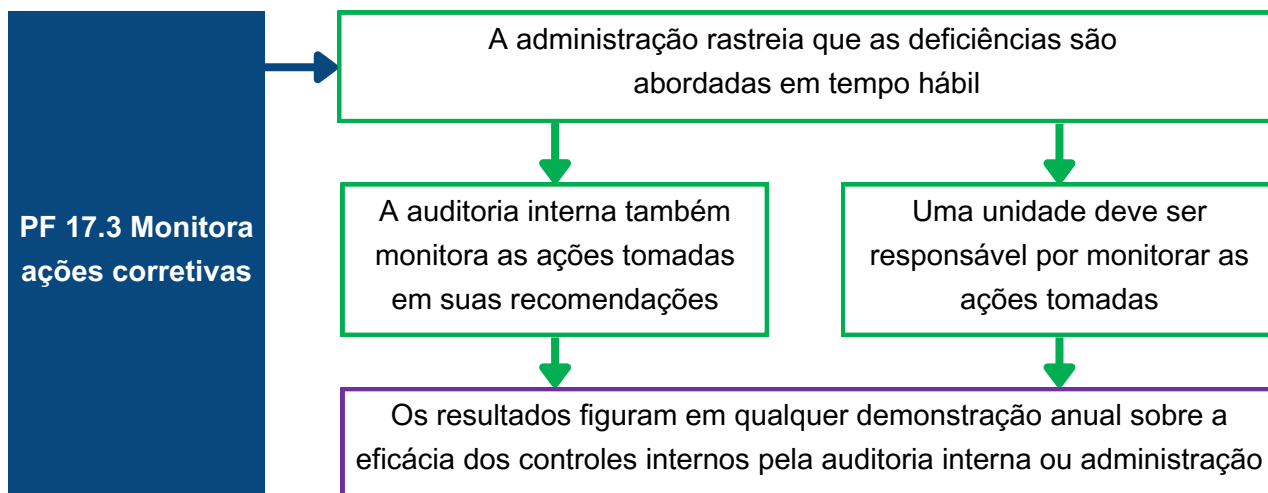 PF 17.3 Monitora
ações corretivas
A administração rastreia que as deficiências são
abordadas em tempo hábil
A auditoria interna também
monitora as ações tomadas
em suas recomendações
Uma unidade deve ser
responsável por monitorar as
ações tomadas
Os resultados figuram em qualquer demonstração anual sobre a
eficácia dos controles internos pela auditoria interna ou administração